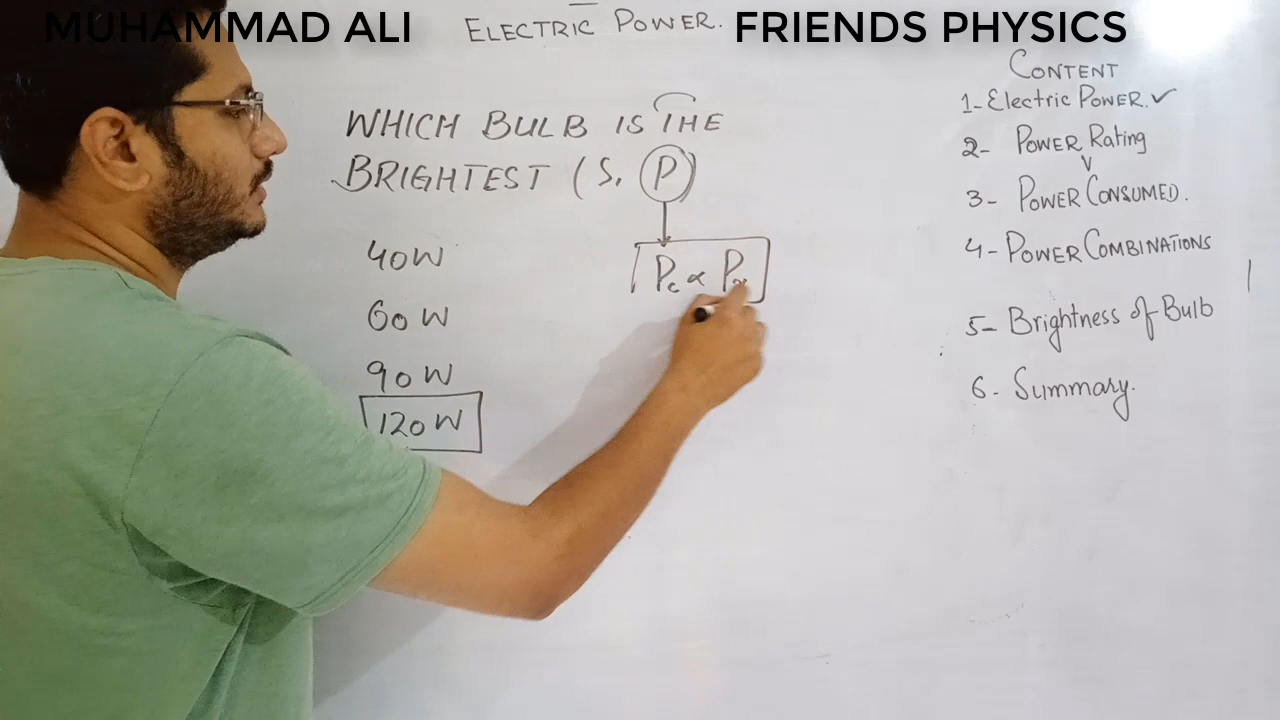 MUHAMMAD ALI
FRIENDS PHYSICS
ELECTRIC POWER.
WHICH BULB IS THE
BRIGHTEST (S, P)
40W
60W
90W
120W
Pc ∝ Pr
CONTENT
1- Electric POWER. ✓
2- POWER Rating
V
3- POWER CONSUMED.
4- POWER COMBINATIONS
5- Brightness of Bulb
6- Summary.